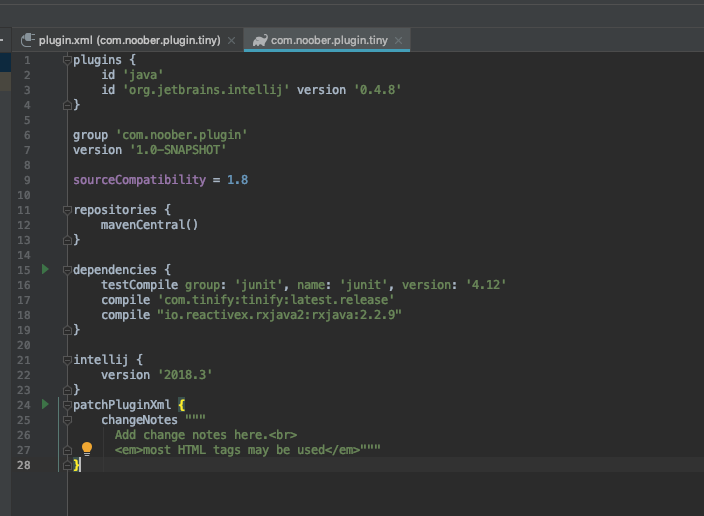 plugin.xml (com.noober.plugin.tiny) × com.noober.plugin.tiny ×
1 plugins {
2     id 'java'
3     id 'org.jetbrains.intellij' version '0.4.8'
4 }
5
6 group 'com.noober.plugin'
7 version '1.0-SNAPSHOT'
8
9 sourceCompatibility = 1.8
10
11 repositories {
12     mavenCentral()
13 }
14
15 dependencies {
16     testCompile group: 'junit', name: 'junit', version: '4.12'
17     compile 'com.tinify:tinify:latest.release'
18     compile "io.reactivex.rxjava2:rxjava:2.2.9"
19 }
20
21 intellij {
22     version '2018.3'
23 }
24 patchPluginXml {
25     changeNotes """
26       Add change notes here.<br>
27       <em>most HTML tags may be used</em>"""
28 }